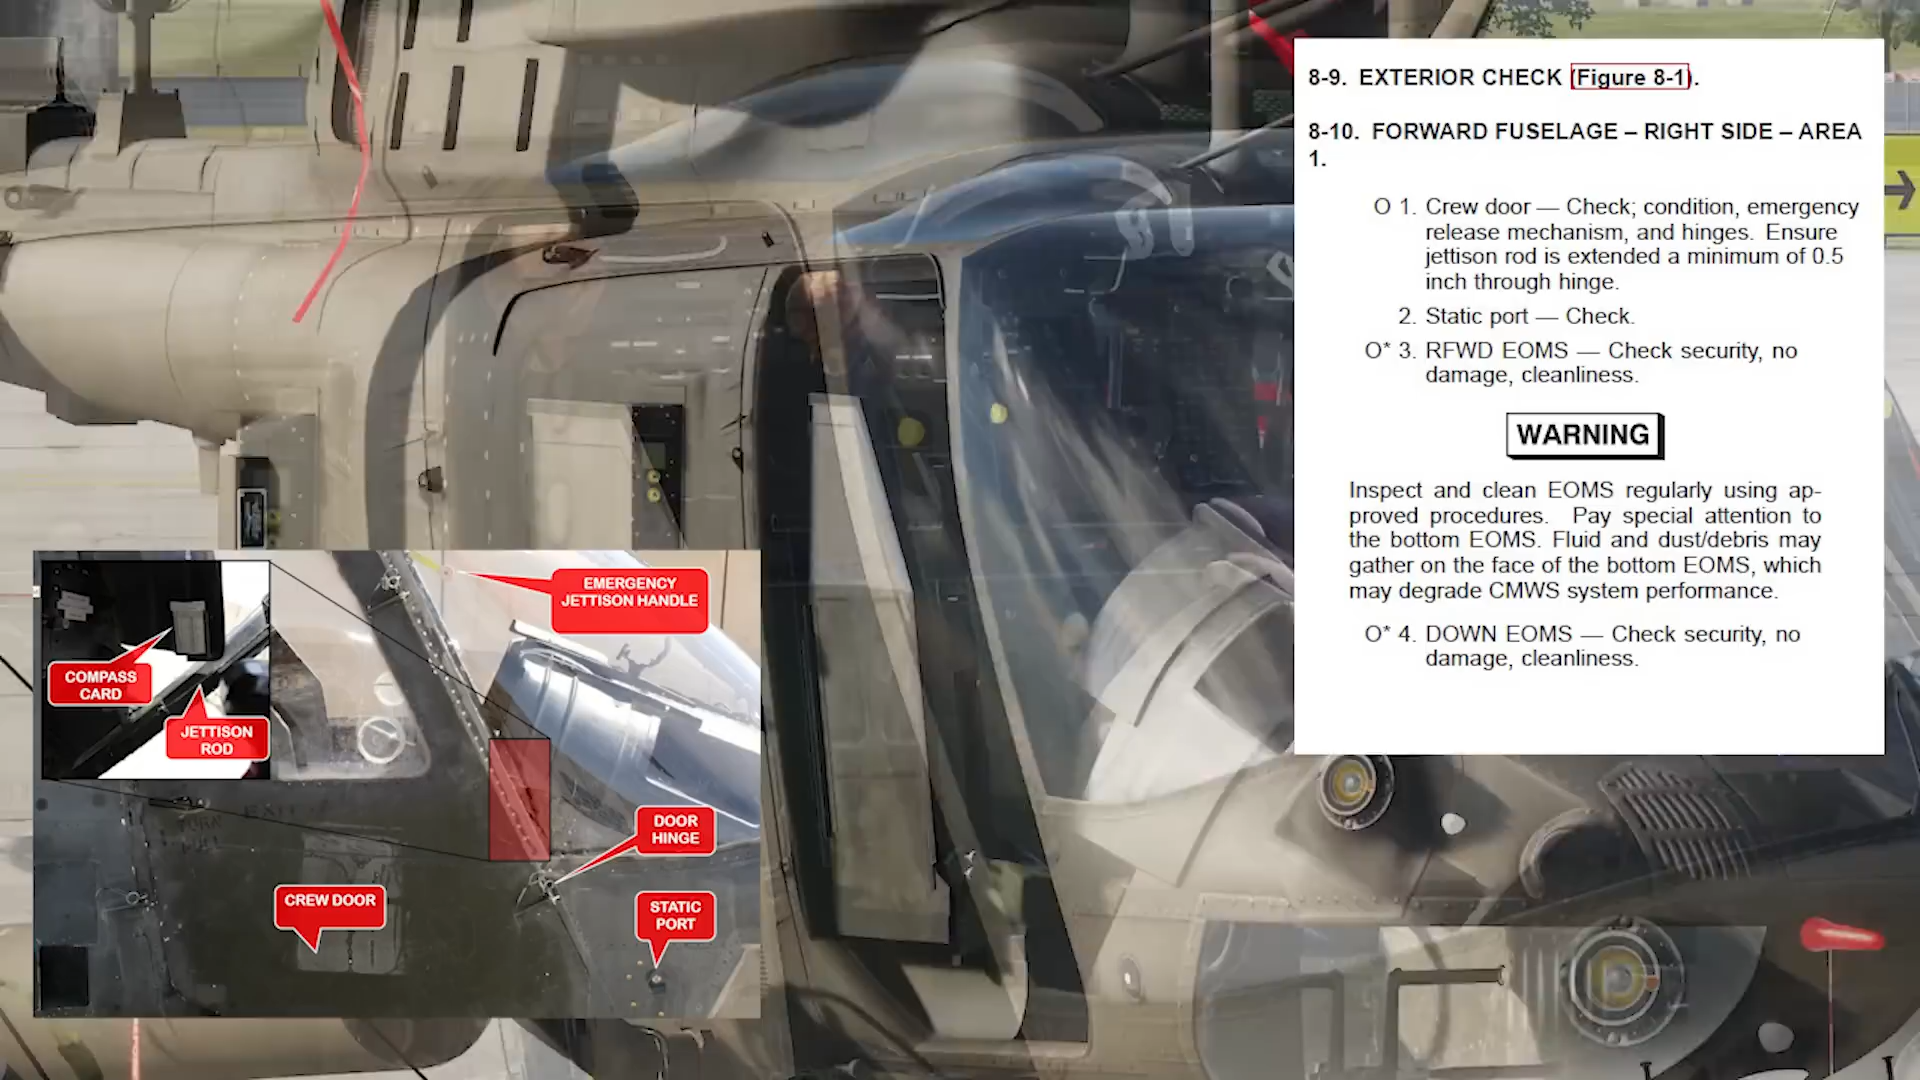 8-9. EXTERIOR CHECK (Figure 8-1).
8-10. FORWARD FUSELAGE – RIGHT SIDE – AREA
1.
O 1. Crew door — Check; condition, emergency
release mechanism, and hinges. Ensure
jettison rod is extended a minimum of 0.5
inch through hinge.
2. Static port — Check.
O* 3. RFWD EOMS — Check security, no
damage, cleanliness.
WARNING
Inspect and clean EOMS regularly using ap-
proved procedures. Pay special attention to
the bottom EOMS. Fluid and dust/debris may
gather on the face of the bottom EOMS, which
may degrade CMWS system performance.
O* 4. DOWN EOMS — Check security, no
damage, cleanliness.
EMERGENCY
JETTISON HANDLE
COMPASS
CARD
JETTISON
ROD
EXIT
TURN
DOOR
HINGE
CREW DOOR
STATIC
PORT